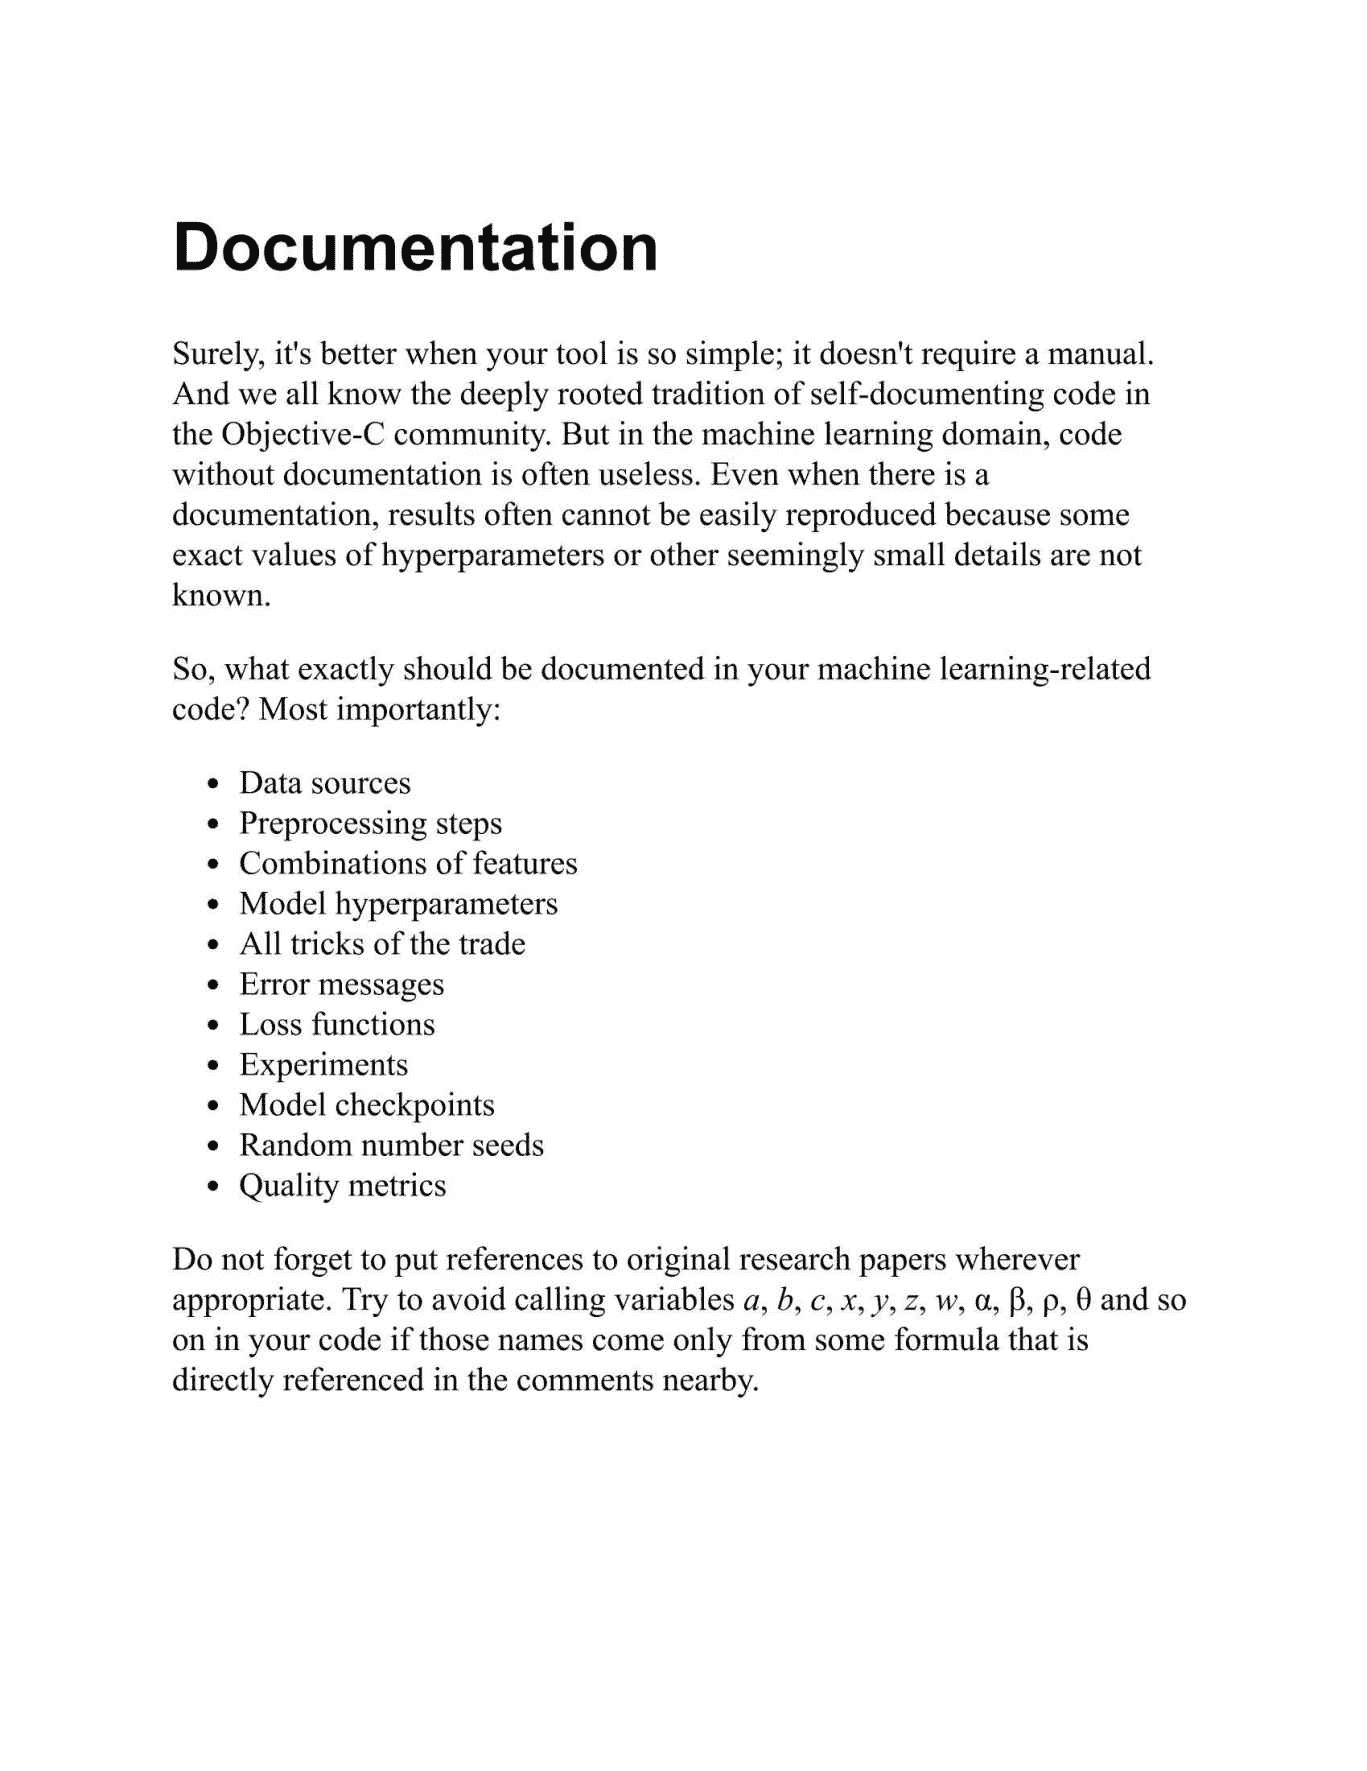 Documentation
Surely, it's better when your tool is so simple; it doesn't require a manual.
And we all know the deeply rooted tradition of self-documenting code in
the Objective-C community. But in the machine learning domain, code
without documentation is often useless. Even when there is a
documentation, results often cannot be easily reproduced because some
exact values of hyperparameters or other seemingly small details are not
known.
So, what exactly should be documented in your machine learning-related
code? Most importantly:
• Data sources
• Preprocessing steps
• Combinations of features
• Model hyperparameters
• All tricks of the trade
• Error messages
• Loss functions
• Experiments
• Model checkpoints
• Random number seeds
• Quality metrics
Do not forget to put references to original research papers wherever
appropriate. Try to avoid calling variables a, b, c, x, y, z, w, α, β, ρ, θ and so
on in your code if those names come only from some formula that is
directly referenced in the comments nearby.